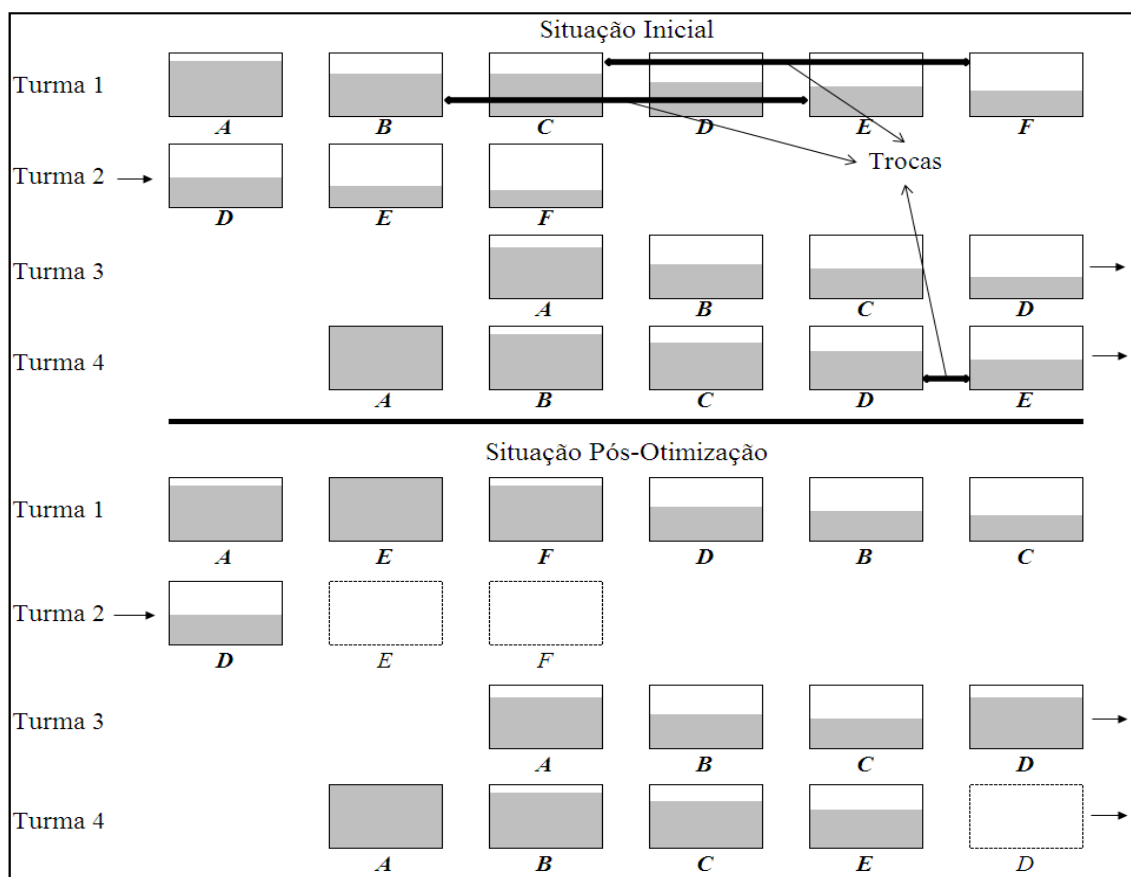 Situação Inicial
Turma 1
A B C D E F
Trocas
Turma 2
D E F
Turma 3
A B C D
Turma 4
A B C D E
Situação Pós-Otimização
Turma 1
A E F D B C
Turma 2
D E F
Turma 3
A B C D
Turma 4
A B C E D